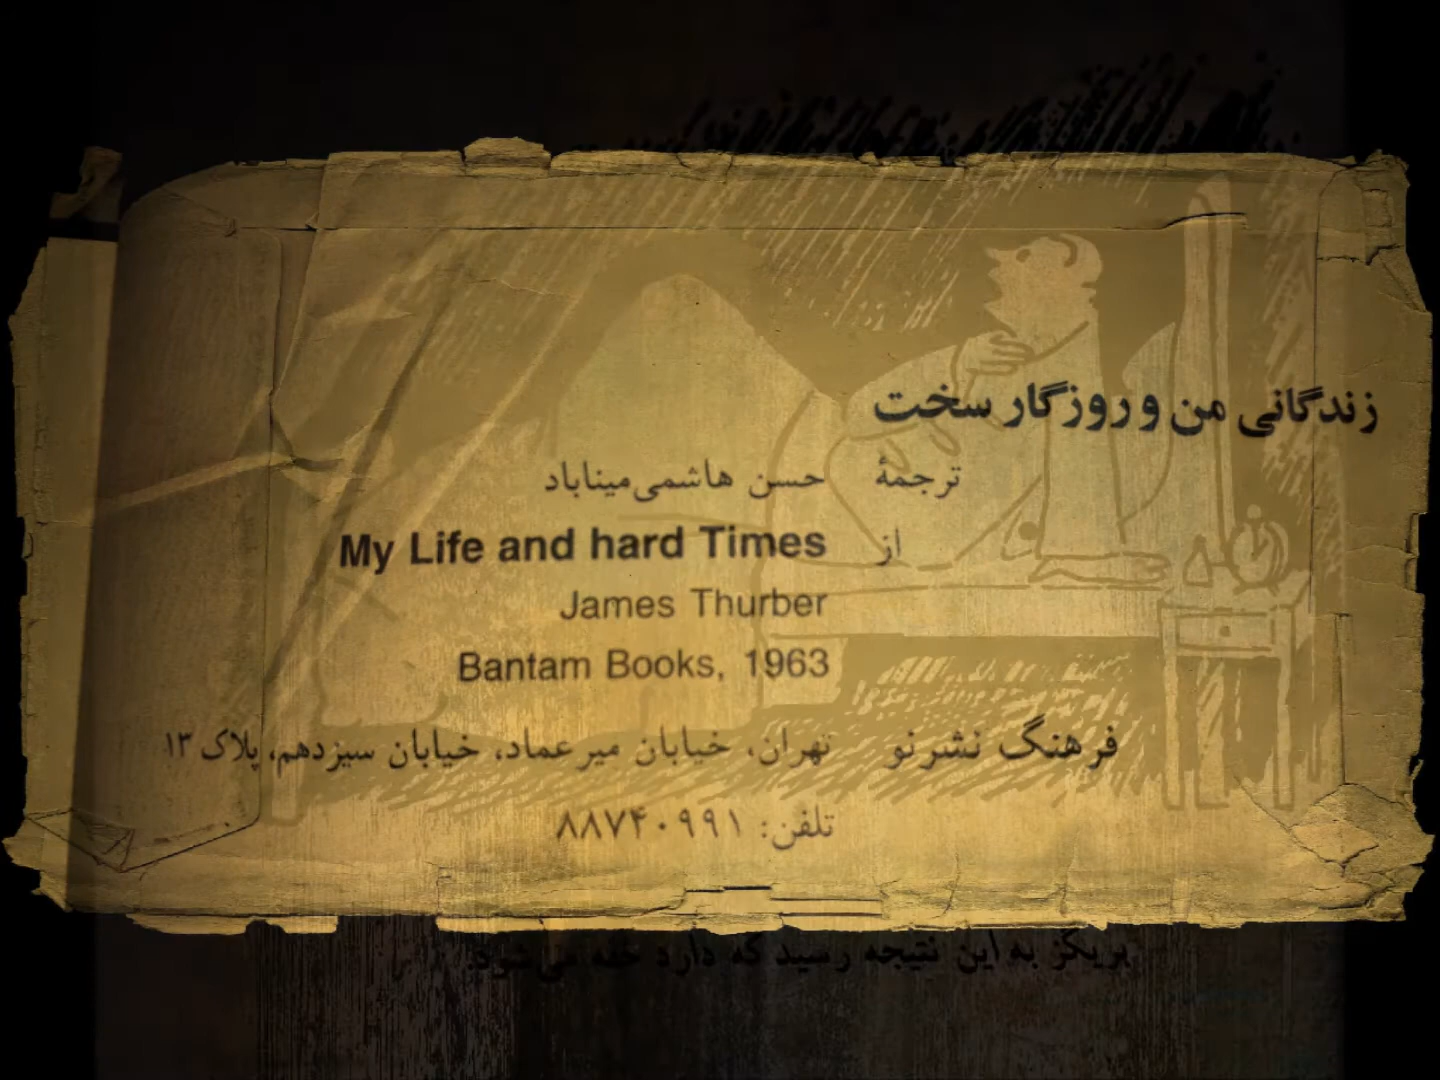 زندگانی من و روزگار سخت
ترجمهٔ حسن هاشمی‌میناباد
از My Life and hard Times
James Thurber
Bantam Books, 1963
فرهنگ نشرنو تهران، خیابان میرعماد، خیابان سیزدهم، پلاک ۱۳
تلفن: ۸۸۷۴۰۹۹۱
بریگز به این نتیجه رسید که دارد خفه می‌شود.